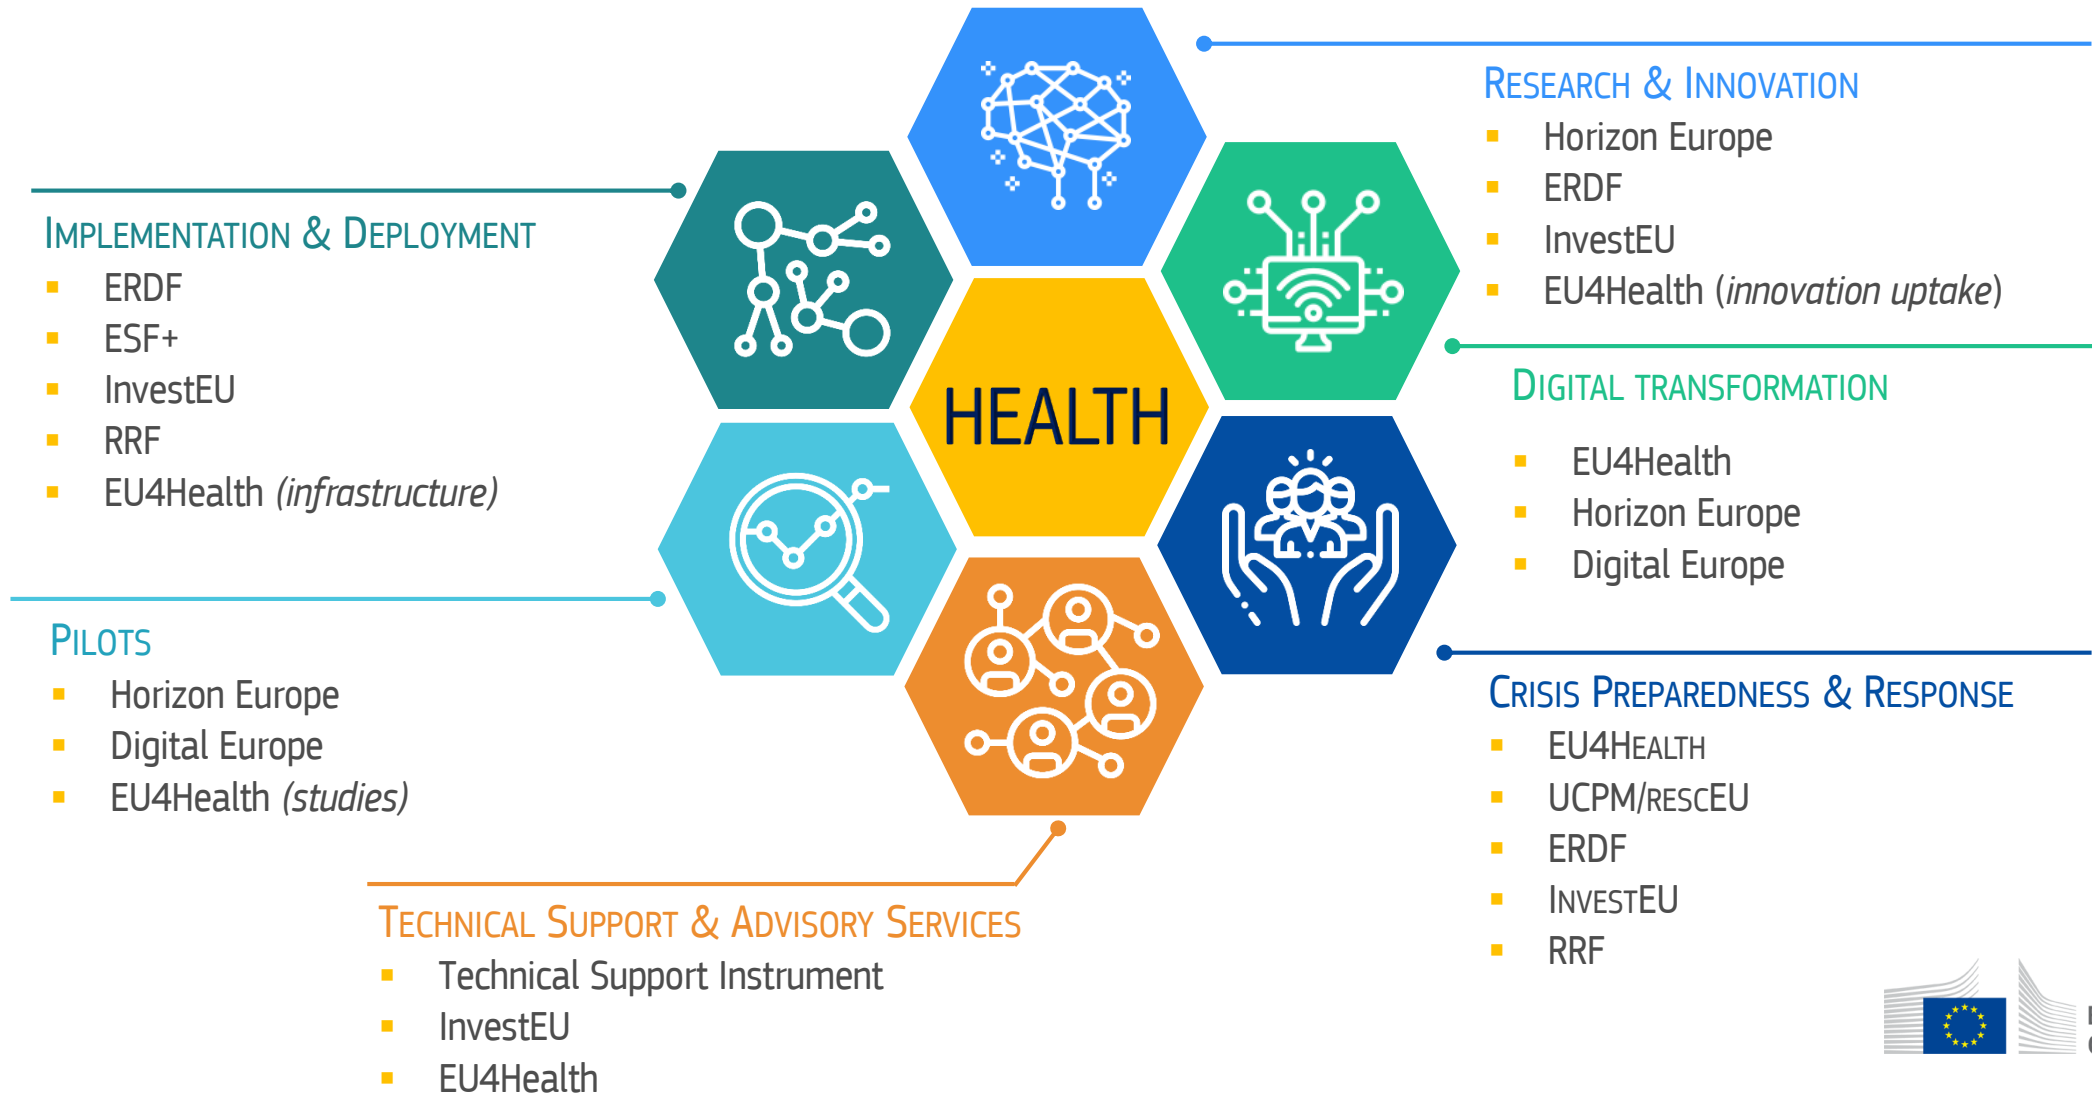 RESEARCH & INNOVATION
Horizon Europe
ERDF
InvestEU
EU4Health (innovation uptake)
IMPLEMENTATION & DEPLOYMENT
ERDF
ESF+
InvestEU
RRF
EU4Health (infrastructure)
HEALTH
DIGITAL TRANSFORMATION
EU4Health
Horizon Europe
Digital Europe
PILOTS
Horizon Europe
Digital Europe
EU4Health (studies)
CRISIS PREPAREDNESS & RESPONSE
EU4HEALTH
UCPM/RESCEU
ERDF
INVESTEU
RRF
TECHNICAL SUPPORT & ADVISORY SERVICES
Technical Support Instrument
InvestEU
EU4Health